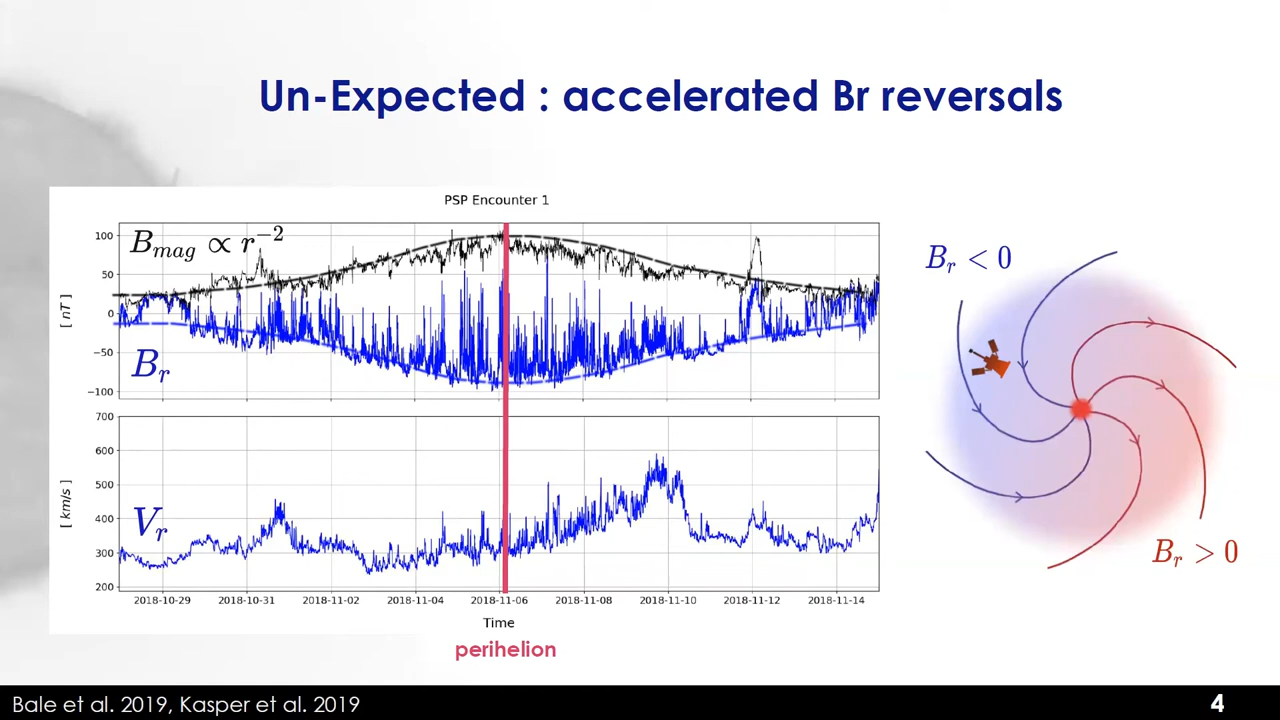 Un-Expected : accelerated Br reversals
PSP Encounter 1
B_mag ∝ r^−2
B_r
[ nT ]
100
50
0
−50
−100
V_r
[ km/s ]
700
600
500
400
300
200
2018-10-29 2018-10-31 2018-11-02 2018-11-04 2018-11-06 2018-11-08 2018-11-10 2018-11-12 2018-11-14
Time
perihelion
B_r < 0
B_r > 0
Bale et al. 2019, Kasper et al. 2019
4